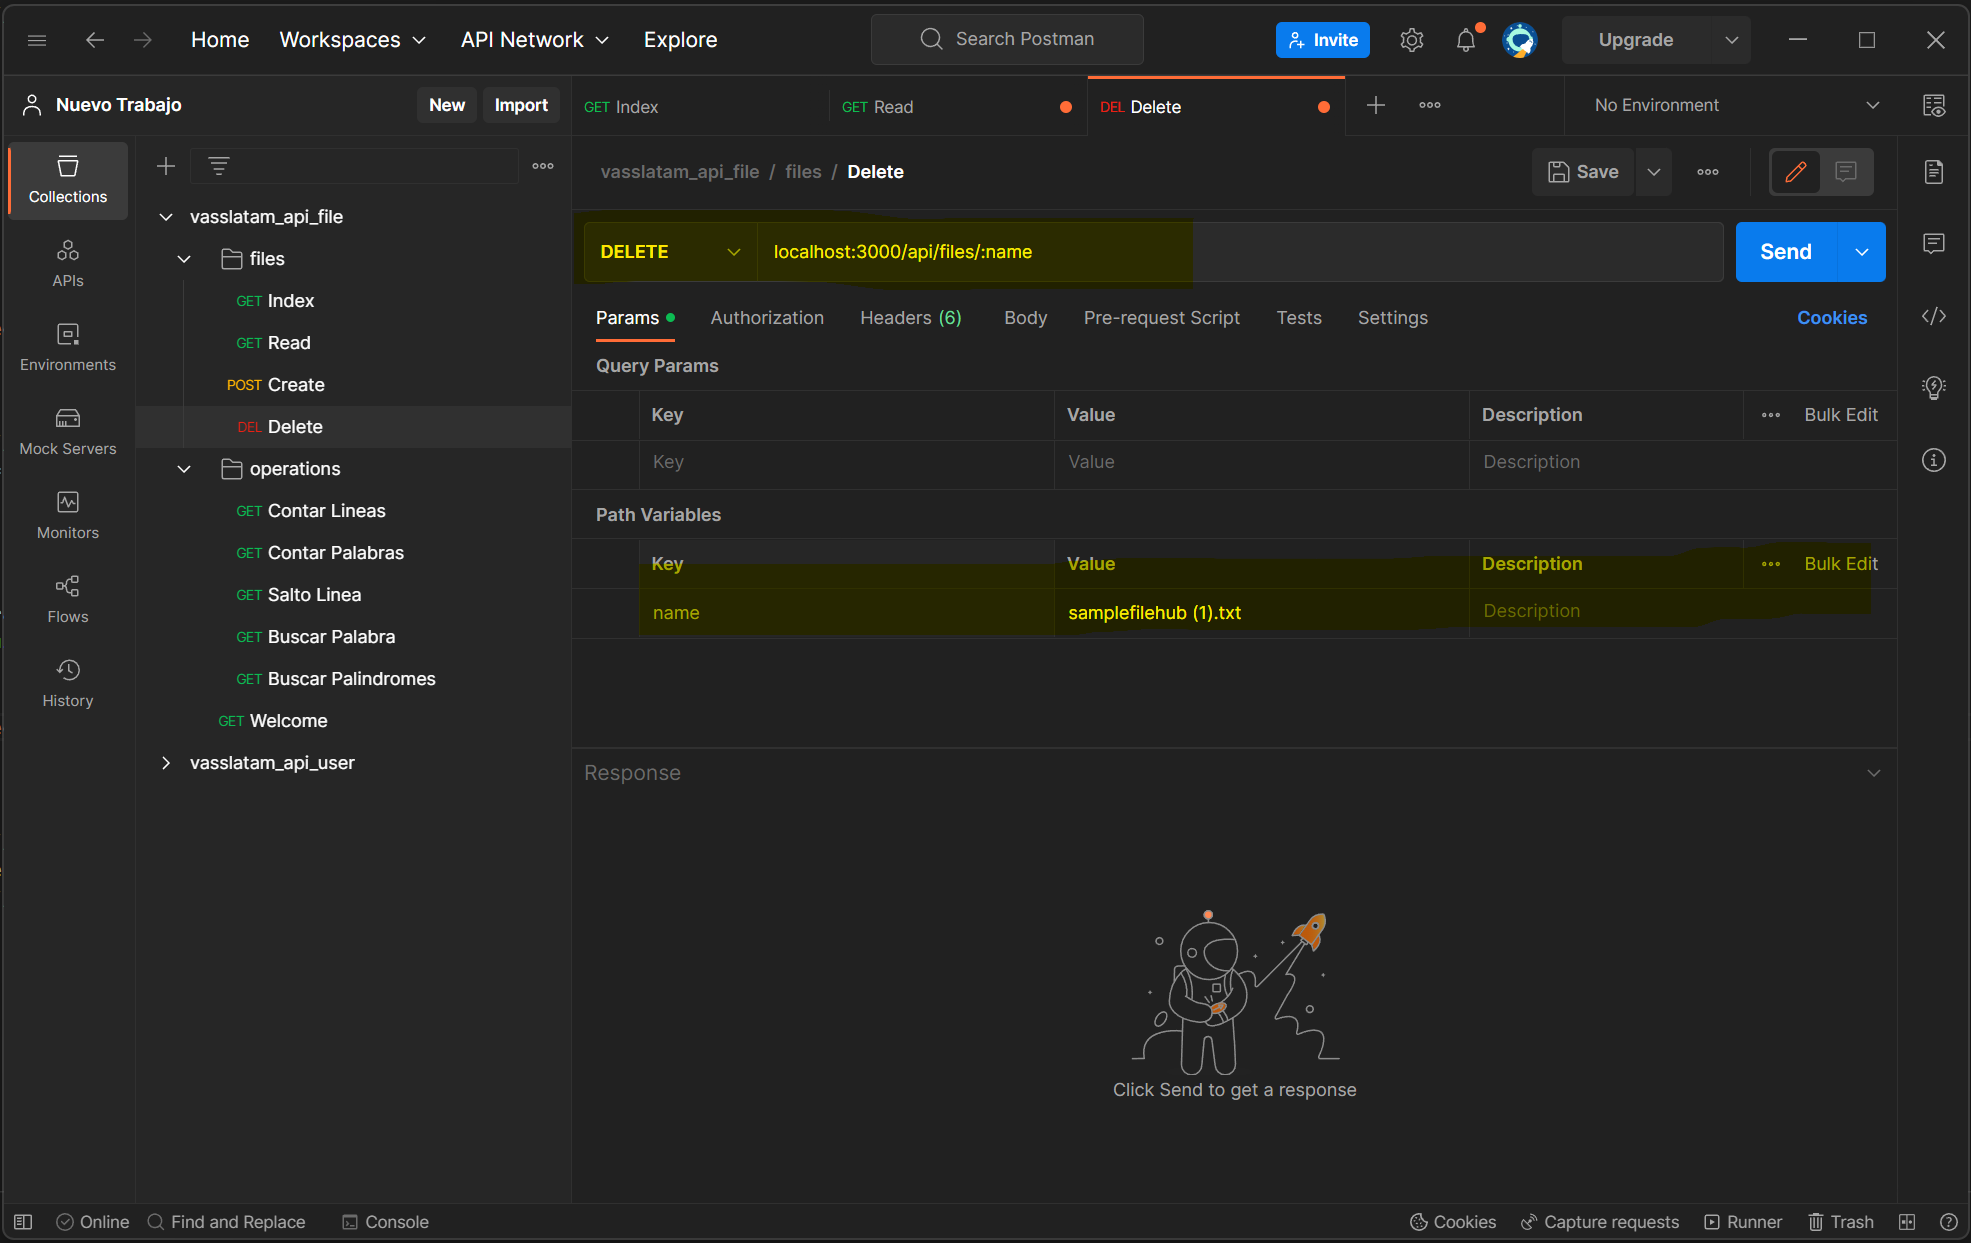 Home Workspaces API Network Explore Search Postman Invite Upgrade
Nuevo Trabajo New Import GET Index GET Read DEL Delete No Environment
vasslatam_api_file / files / Delete Save
Collections
APIs
Environments
Mock Servers
Monitors
Flows
History
vasslatam_api_file
files
GET Index
GET Read
POST Create
DEL Delete
operations
GET Contar Lineas
GET Contar Palabras
GET Salto Linea
GET Buscar Palabra
GET Buscar Palindromes
GET Welcome
vasslatam_api_user
DELETE localhost:3000/api/files/:name Send
Params Authorization Headers (6) Body Pre-request Script Tests Settings Cookies
Query Params
Key Value Description Bulk Edit
Key Value Description
Path Variables
Key Value Description Bulk Edit
name samplefilehub (1).txt Description
Response
Click Send to get a response
Online Find and Replace Console Cookies Capture requests Runner Trash